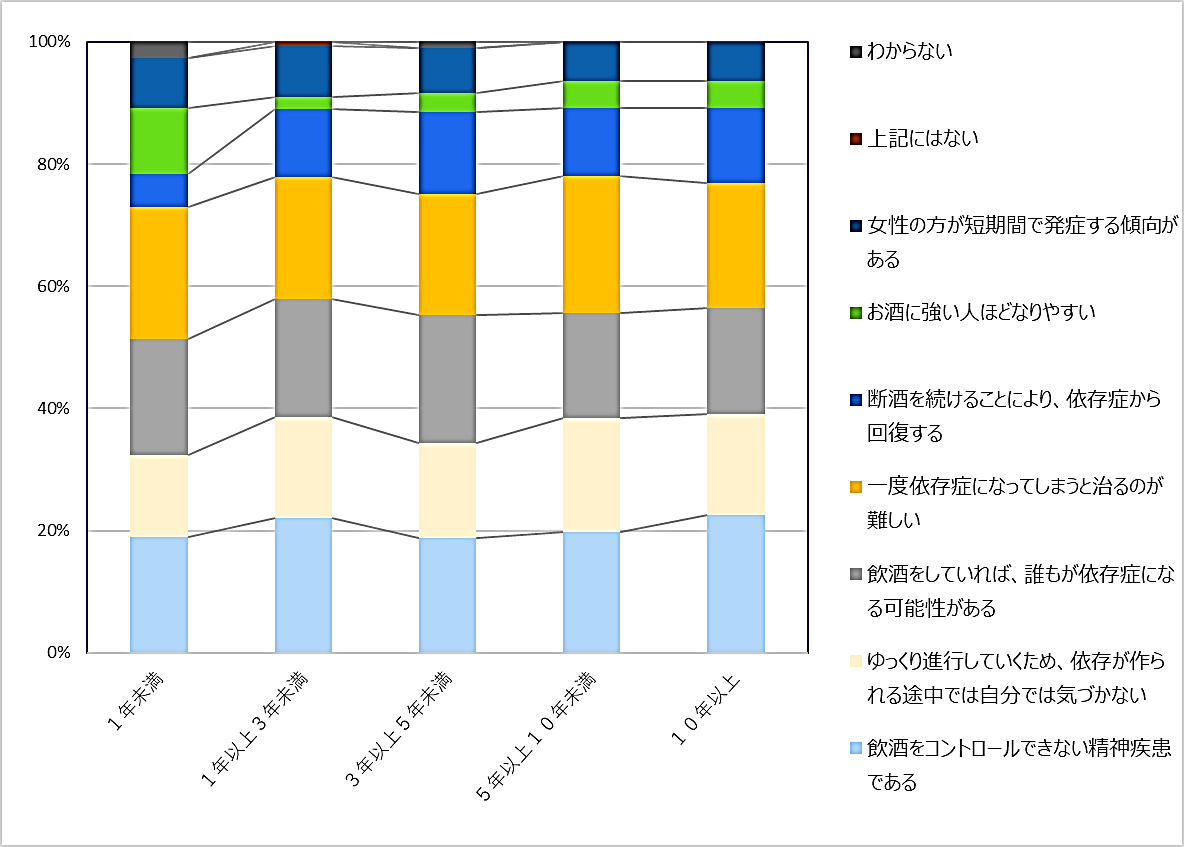 100%
80%
60%
40%
20%
0%
１年未満
１年以上３年未満
３年以上５年未満
５年以上１０年未満
１０年以上
わからない
上記にはない
女性の方が短期間で発症する傾向が
ある
お酒に強い人ほどなりやすい
断酒を続けることにより、依存症から
回復する
一度依存症になってしまうと治るのが
難しい
飲酒をしていれば、誰もが依存症にな
る可能性がある
ゆっくり進行していくため、依存が作ら
れる途中では自分では気づかない
飲酒をコントロールできない精神疾患
である